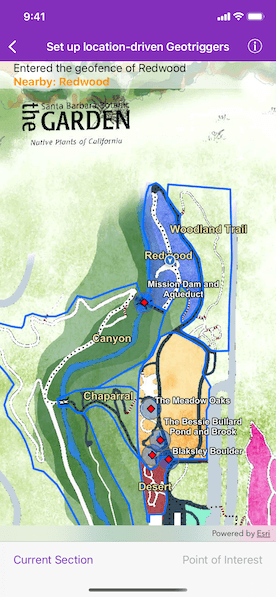 9:41
Set up location-driven Geotriggers
Entered the geofence of Redwood
Nearby: Redwood
Santa Barbara Botanic
the GARDEN
Native Plants of California
Woodland Trail
Redwood
Mission Dam and
Aqueduct
Canyon
Chaparral
The Meadow Oaks
The Bessie Bullard
Pond and Brook
Blaksley Boulder
Desert
Powered by Esri
Current Section
Point of Interest